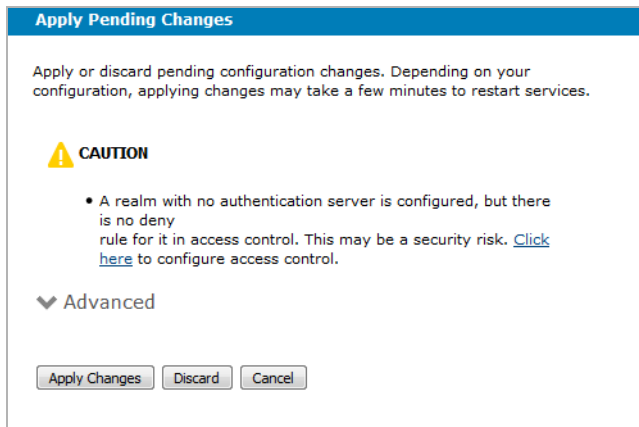 Apply Pending Changes
Apply or discard pending configuration changes. Depending on your
configuration, applying changes may take a few minutes to restart services.
CAUTION
• A realm with no authentication server is configured, but there
is no deny
rule for it in access control. This may be a security risk. Click
here to configure access control.
Advanced
Apply Changes Discard Cancel